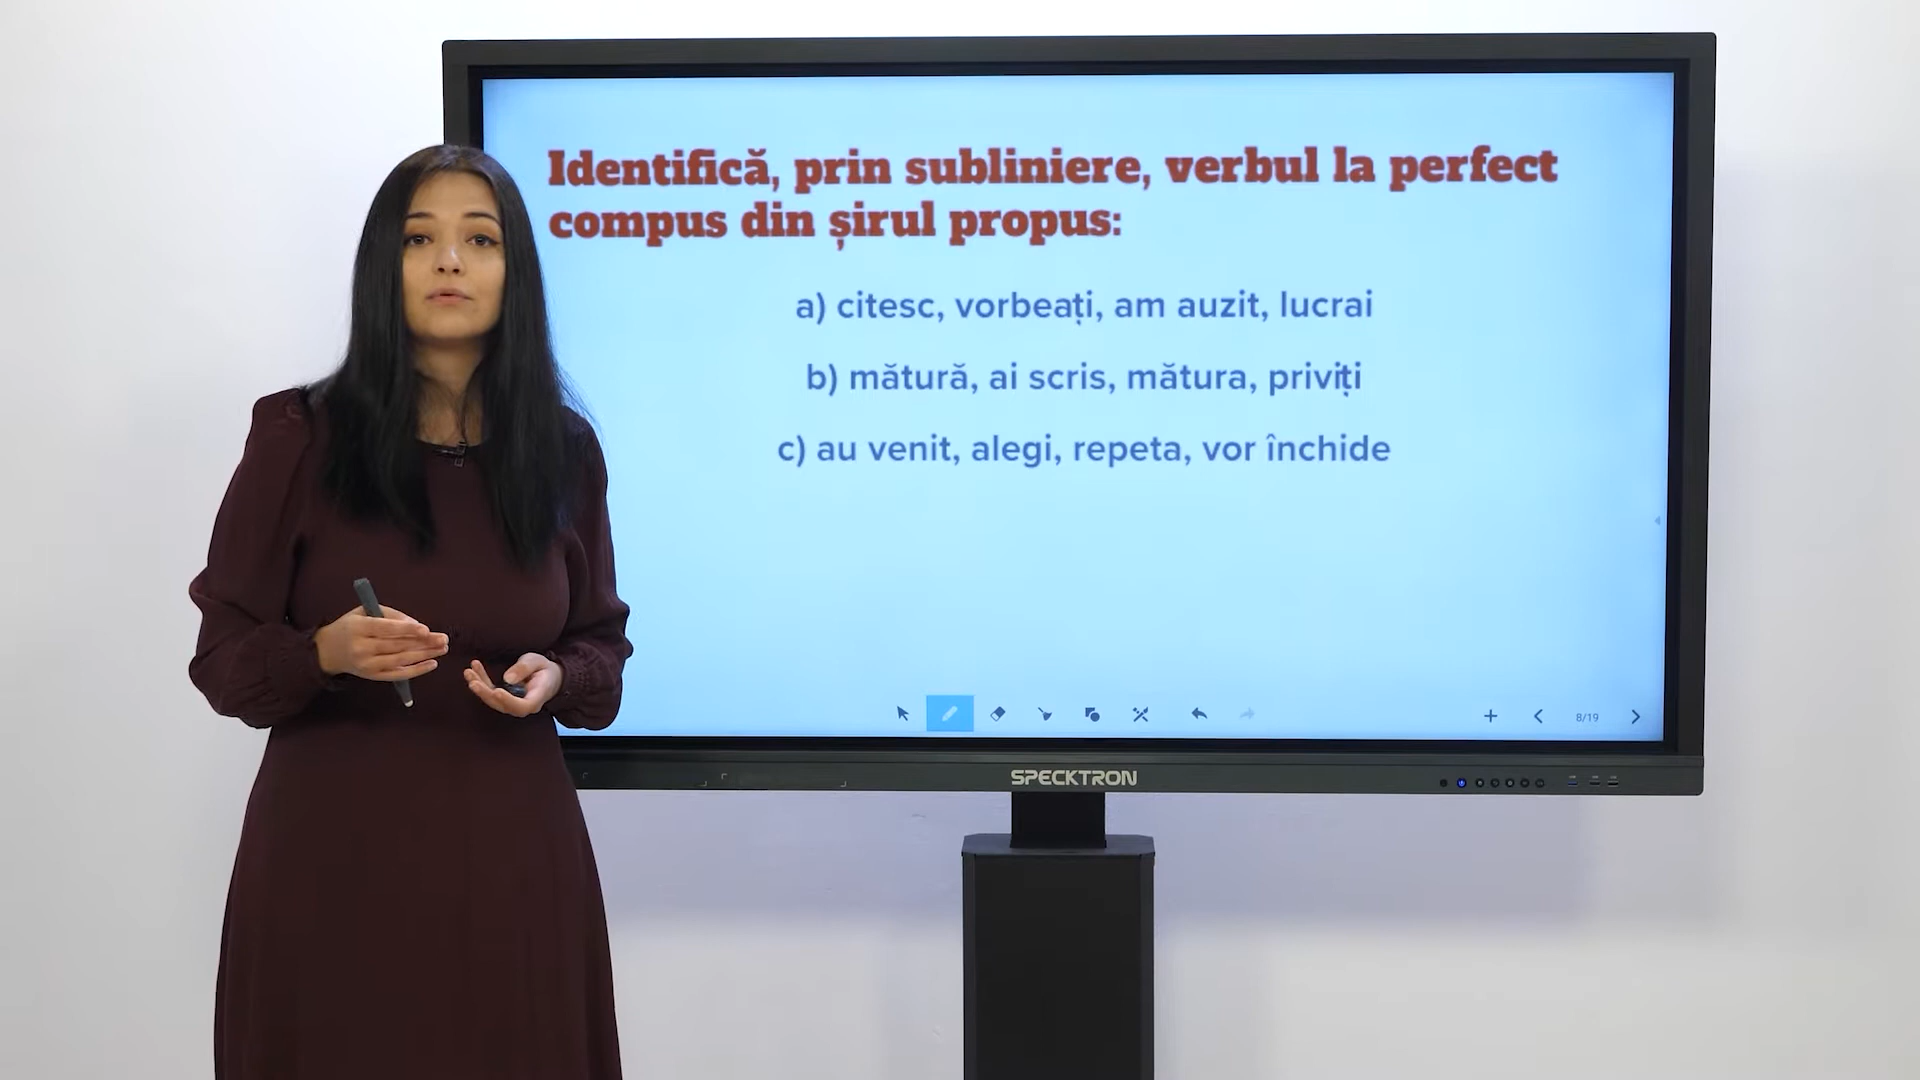 Identifică, prin subliniere, verbul la perfect
compus din șirul propus:
a) citesc, vorbeați, am auzit, lucrai
b) mătură, ai scris, mătura, priviți
c) au venit, alegi, repeta, vor închide
8/19
SPECKTRON